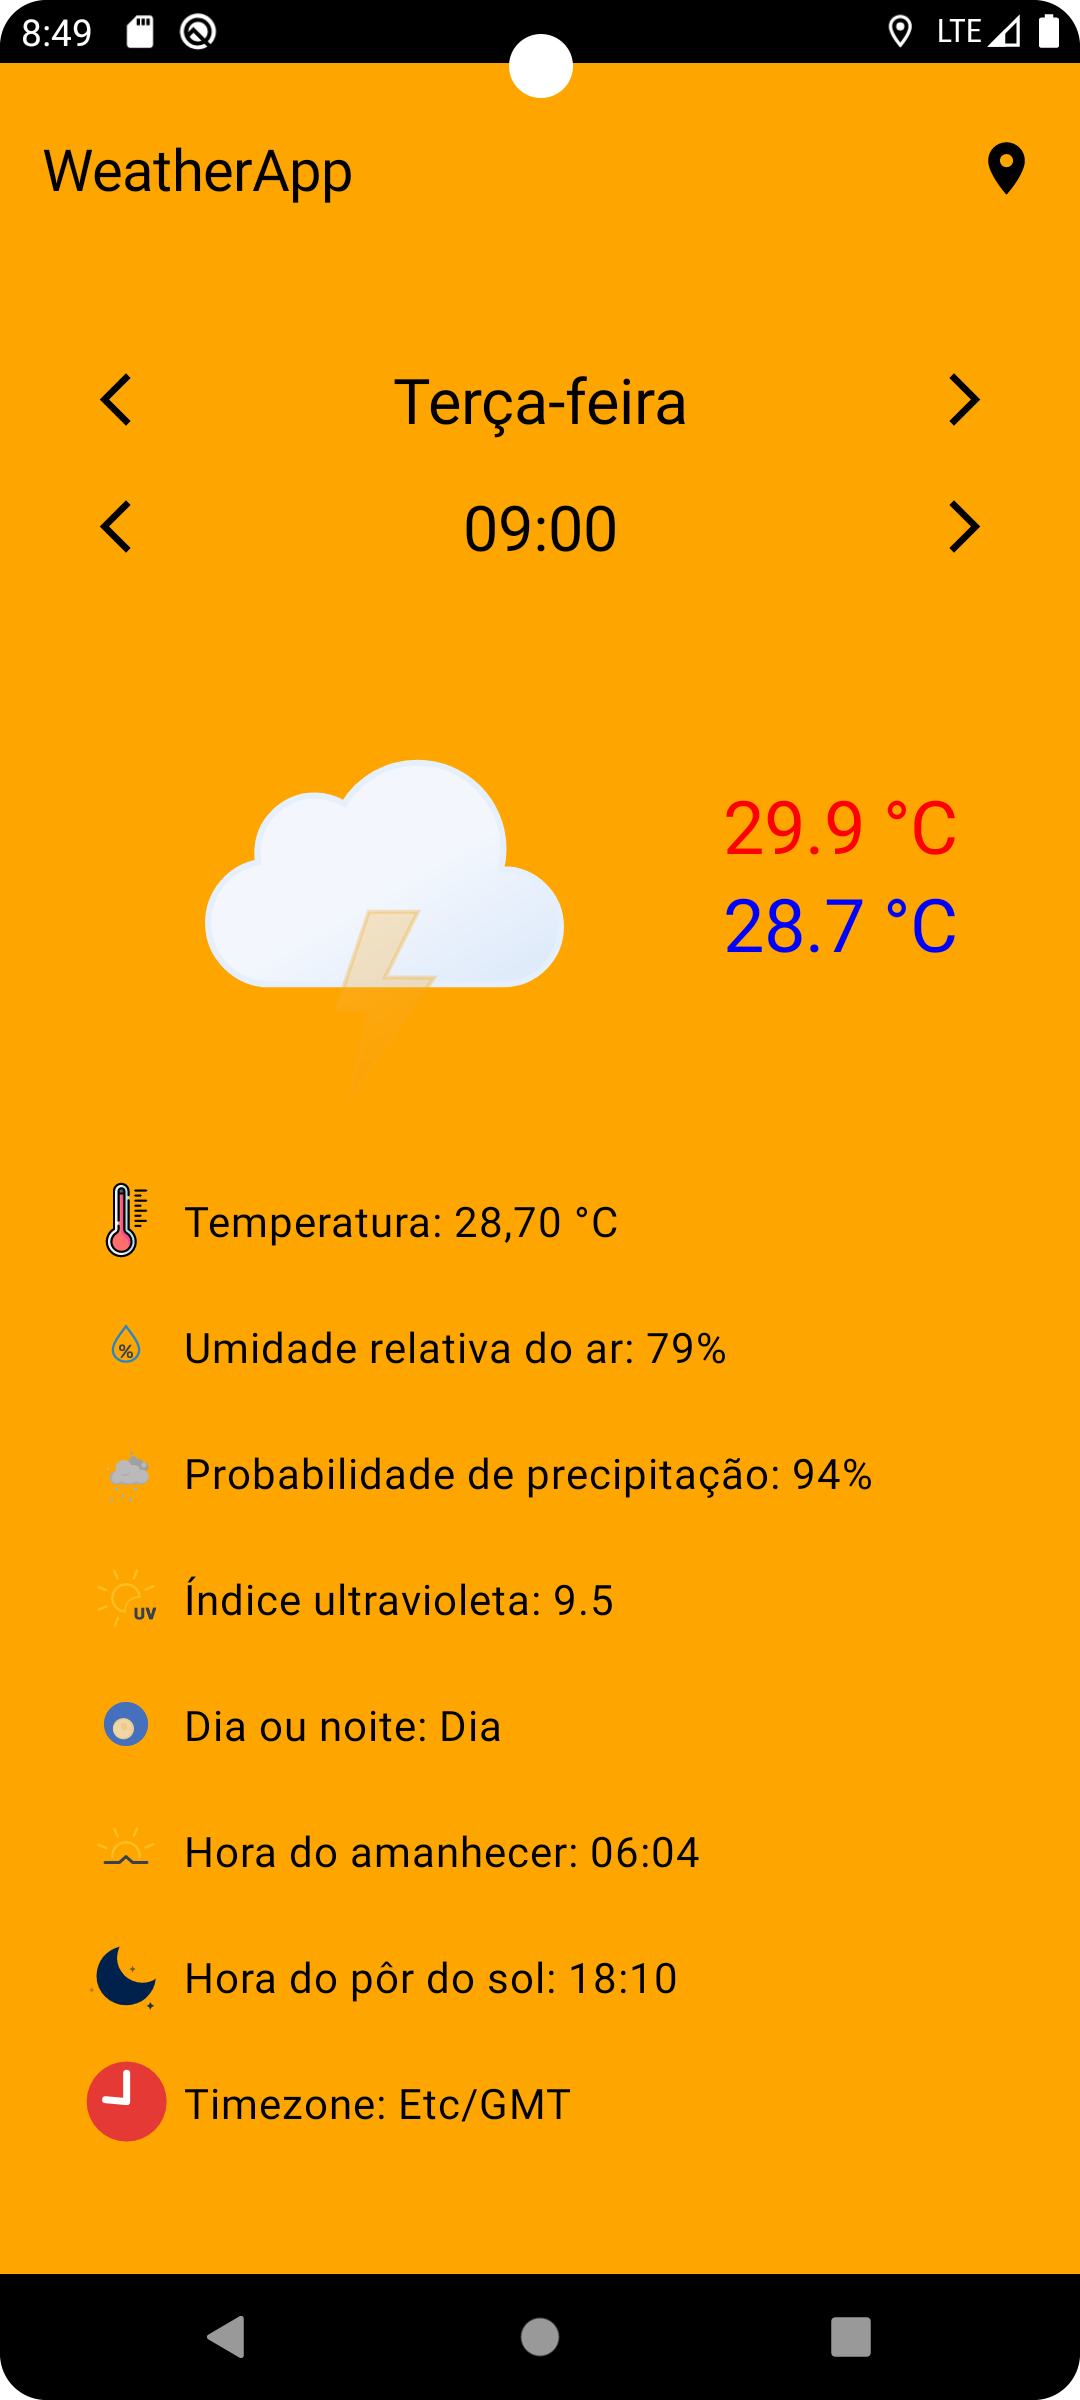 8:49
LTE
WeatherApp
Terça-feira
09:00
29.9 °C
28.7 °C
Temperatura: 28,70 °C
%
Umidade relativa do ar: 79%
Probabilidade de precipitação: 94%
UV
Índice ultravioleta: 9.5
Dia ou noite: Dia
Hora do amanhecer: 06:04
Hora do pôr do sol: 18:10
Timezone: Etc/GMT